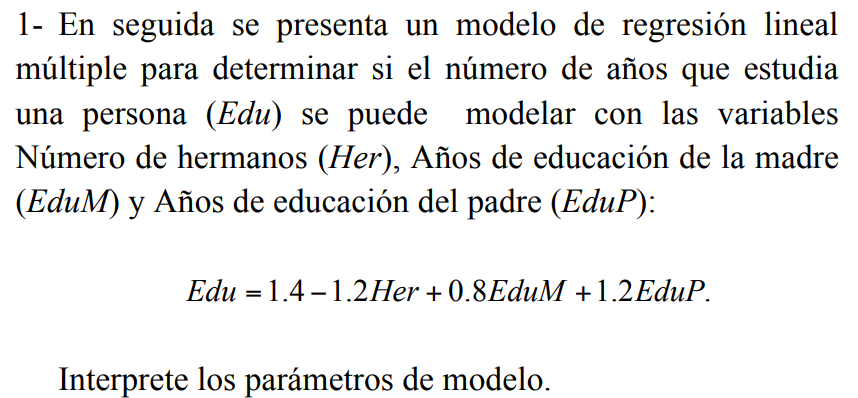 1- En seguida se presenta un modelo de regresión lineal
múltiple para determinar si el número de años que estudia
una persona (Edu) se puede modelar con las variables
Número de hermanos (Her), Años de educación de la madre
(EduM) y Años de educación del padre (EduP):
Edu = 1.4 − 1.2Her + 0.8EduM + 1.2EduP.
Interprete los parámetros de modelo.